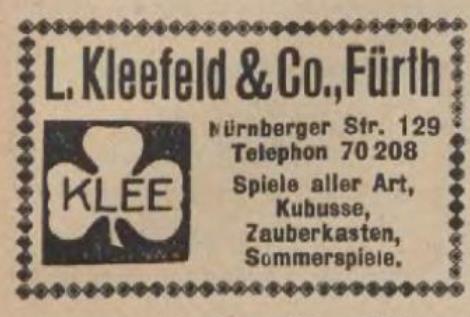 L. Kleefeld & Co., Fürth
Nürnberger Str. 129
Telephon 70 208
KLEE
Spiele aller Art,
Kubusse,
Zauberkasten,
Sommerspiele.